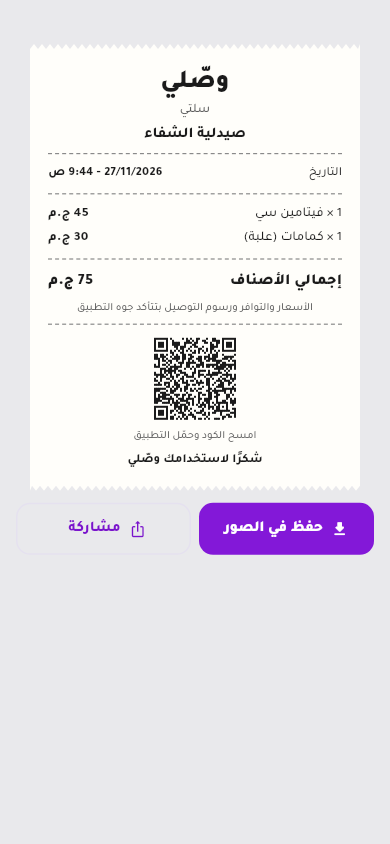 وصّلي
سلتي
صيدلية الشفاء
التاريخ 27/11/2026 - 9:44 ص
1 × فيتامين سي 45 ج.م
1 × كمامات (علبة) 30 ج.م
إجمالي الأصناف 75 ج.م
الأسعار والتوافر ورسوم التوصيل بتتأكد جوه التطبيق
امسح الكود وحمّل التطبيق
شكرًا لاستخدامك وصّلي
حفظ في الصور
مشاركة